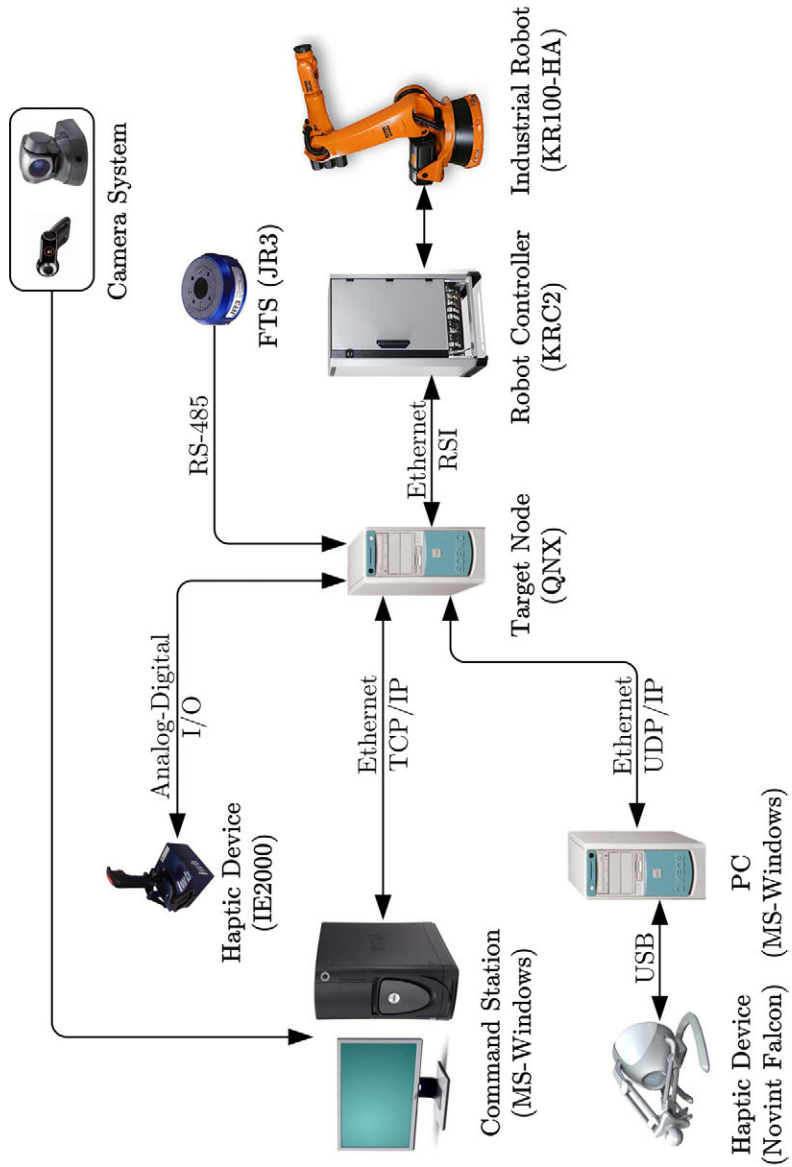 Camera System
FTS (JR3)
Industrial Robot
(KR100-HA)
Robot Controller
(KRC2)
RS-485
Ethernet
RSI
Target Node
(QNX)
Analog-Digital
I/O
Ethernet
TCP/IP
Ethernet
UDP/IP
Haptic Device
(IE2000)
Command Station
(MS-Windows)
PC
(MS-Windows)
USB
Haptic Device
(Novint Falcon)